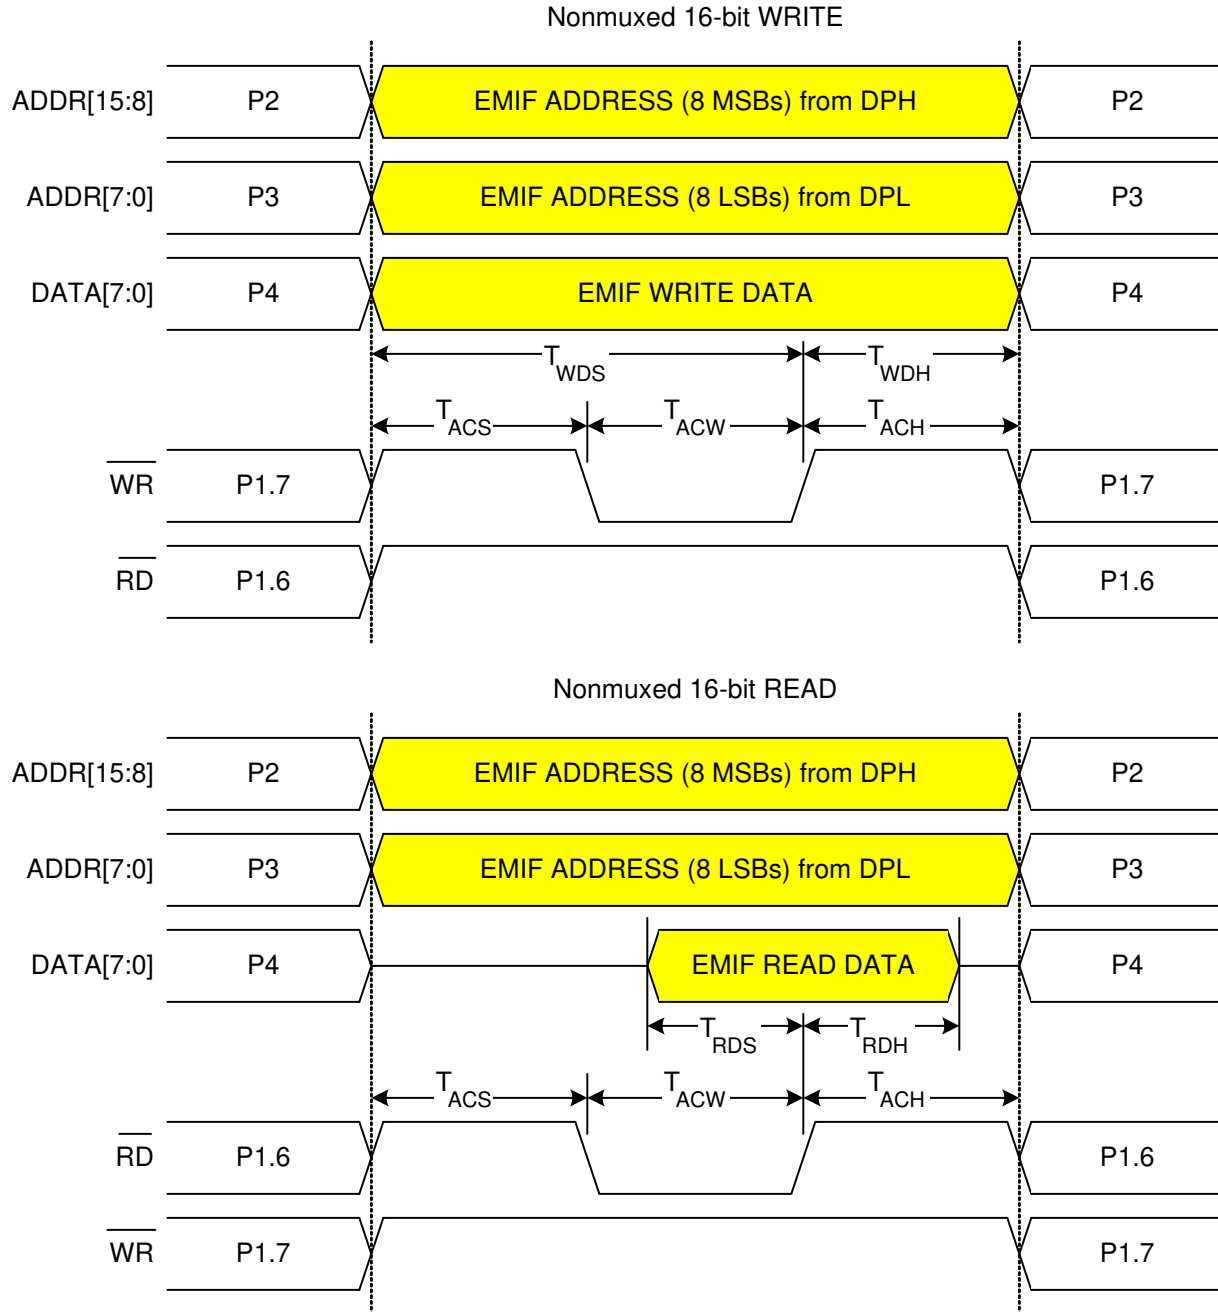 Nonmuxed 16-bit WRITE
ADDR[15:8] P2 EMIF ADDRESS (8 MSBs) from DPH P2
ADDR[7:0] P3 EMIF ADDRESS (8 LSBs) from DPL P3
DATA[7:0] P4 EMIF WRITE DATA P4
TWDS TWDH
TACS TACW TACH
WR P1.7 P1.7
RD P1.6 P1.6
Nonmuxed 16-bit READ
ADDR[15:8] P2 EMIF ADDRESS (8 MSBs) from DPH P2
ADDR[7:0] P3 EMIF ADDRESS (8 LSBs) from DPL P3
DATA[7:0] P4 EMIF READ DATA P4
TRDS TRDH
TACS TACW TACH
RD P1.6 P1.6
WR P1.7 P1.7